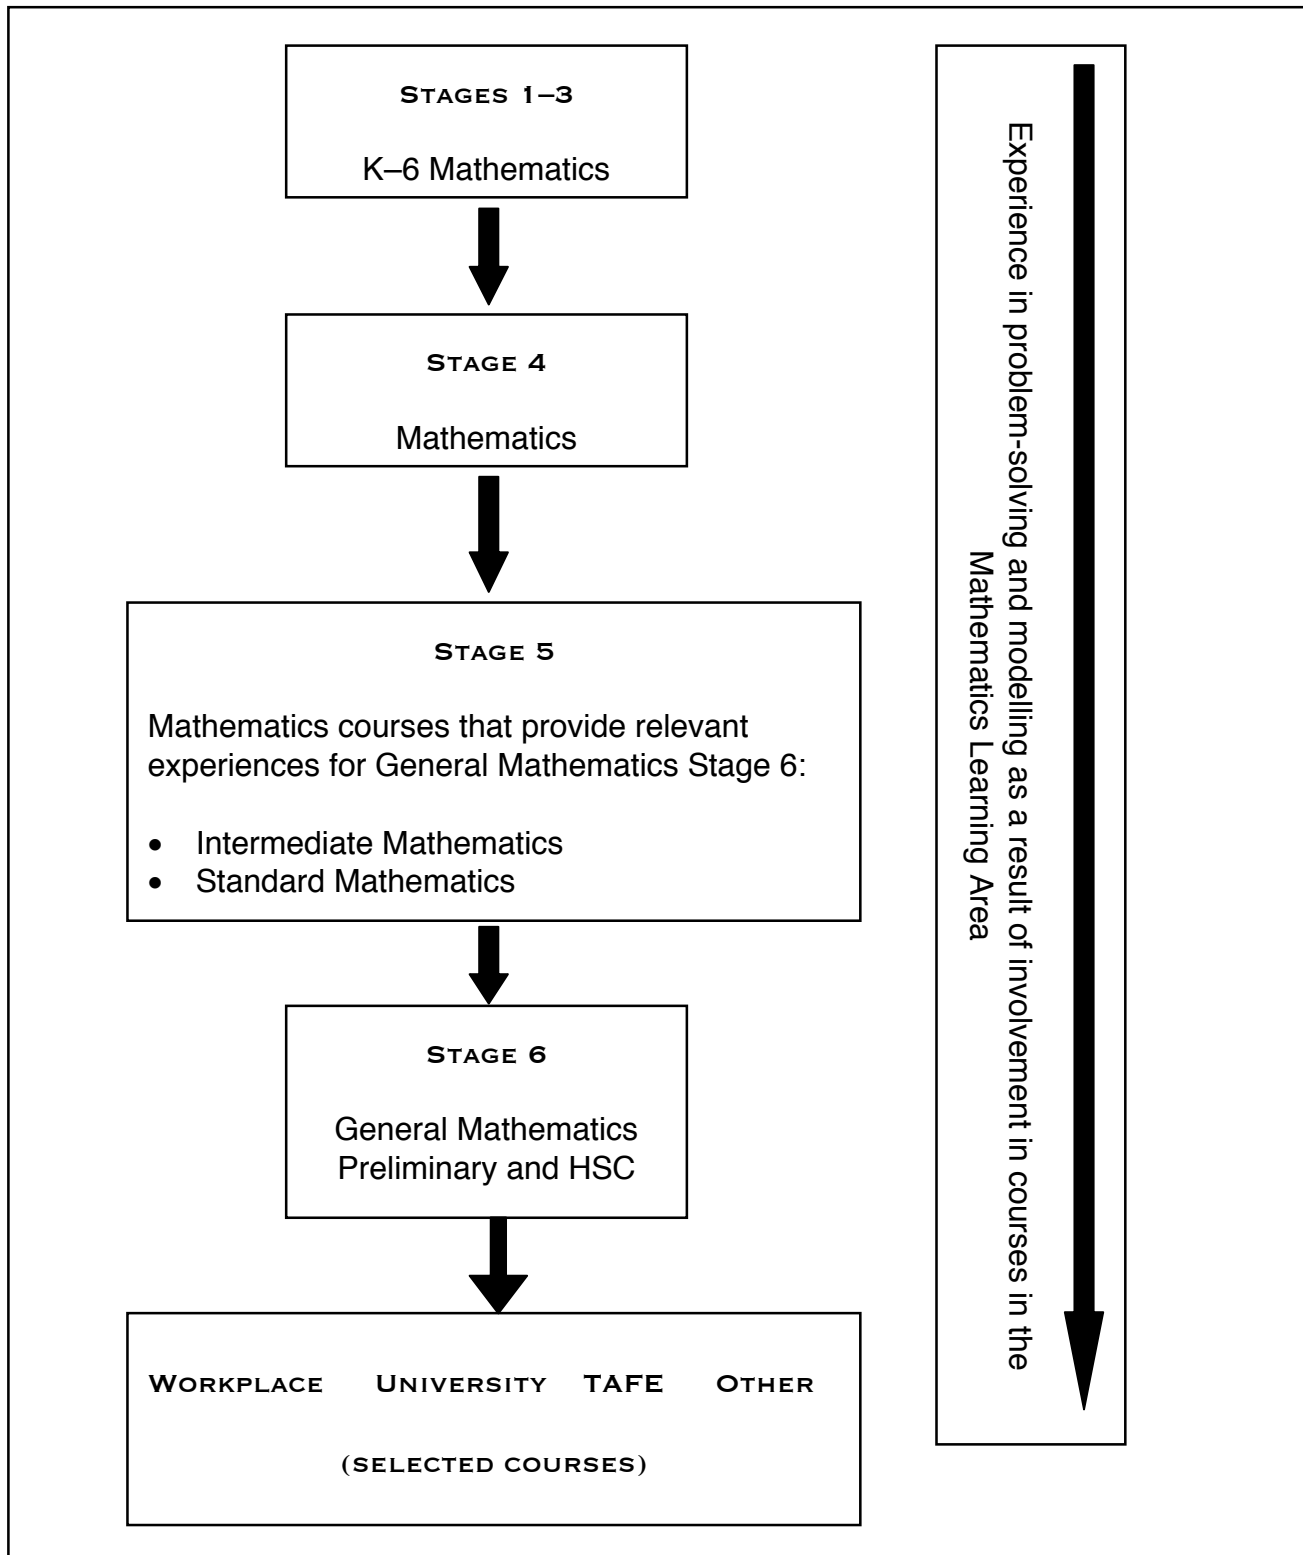 STAGES 1–3
K–6 Mathematics
STAGE 4
Mathematics
STAGE 5
Mathematics courses that provide relevant
experiences for General Mathematics Stage 6:
• Intermediate Mathematics
• Standard Mathematics
STAGE 6
General Mathematics
Preliminary and HSC
WORKPLACE UNIVERSITY TAFE OTHER
(SELECTED COURSES)
Experience in problem-solving and modelling as a result of involvement in courses in the
Mathematics Learning Area